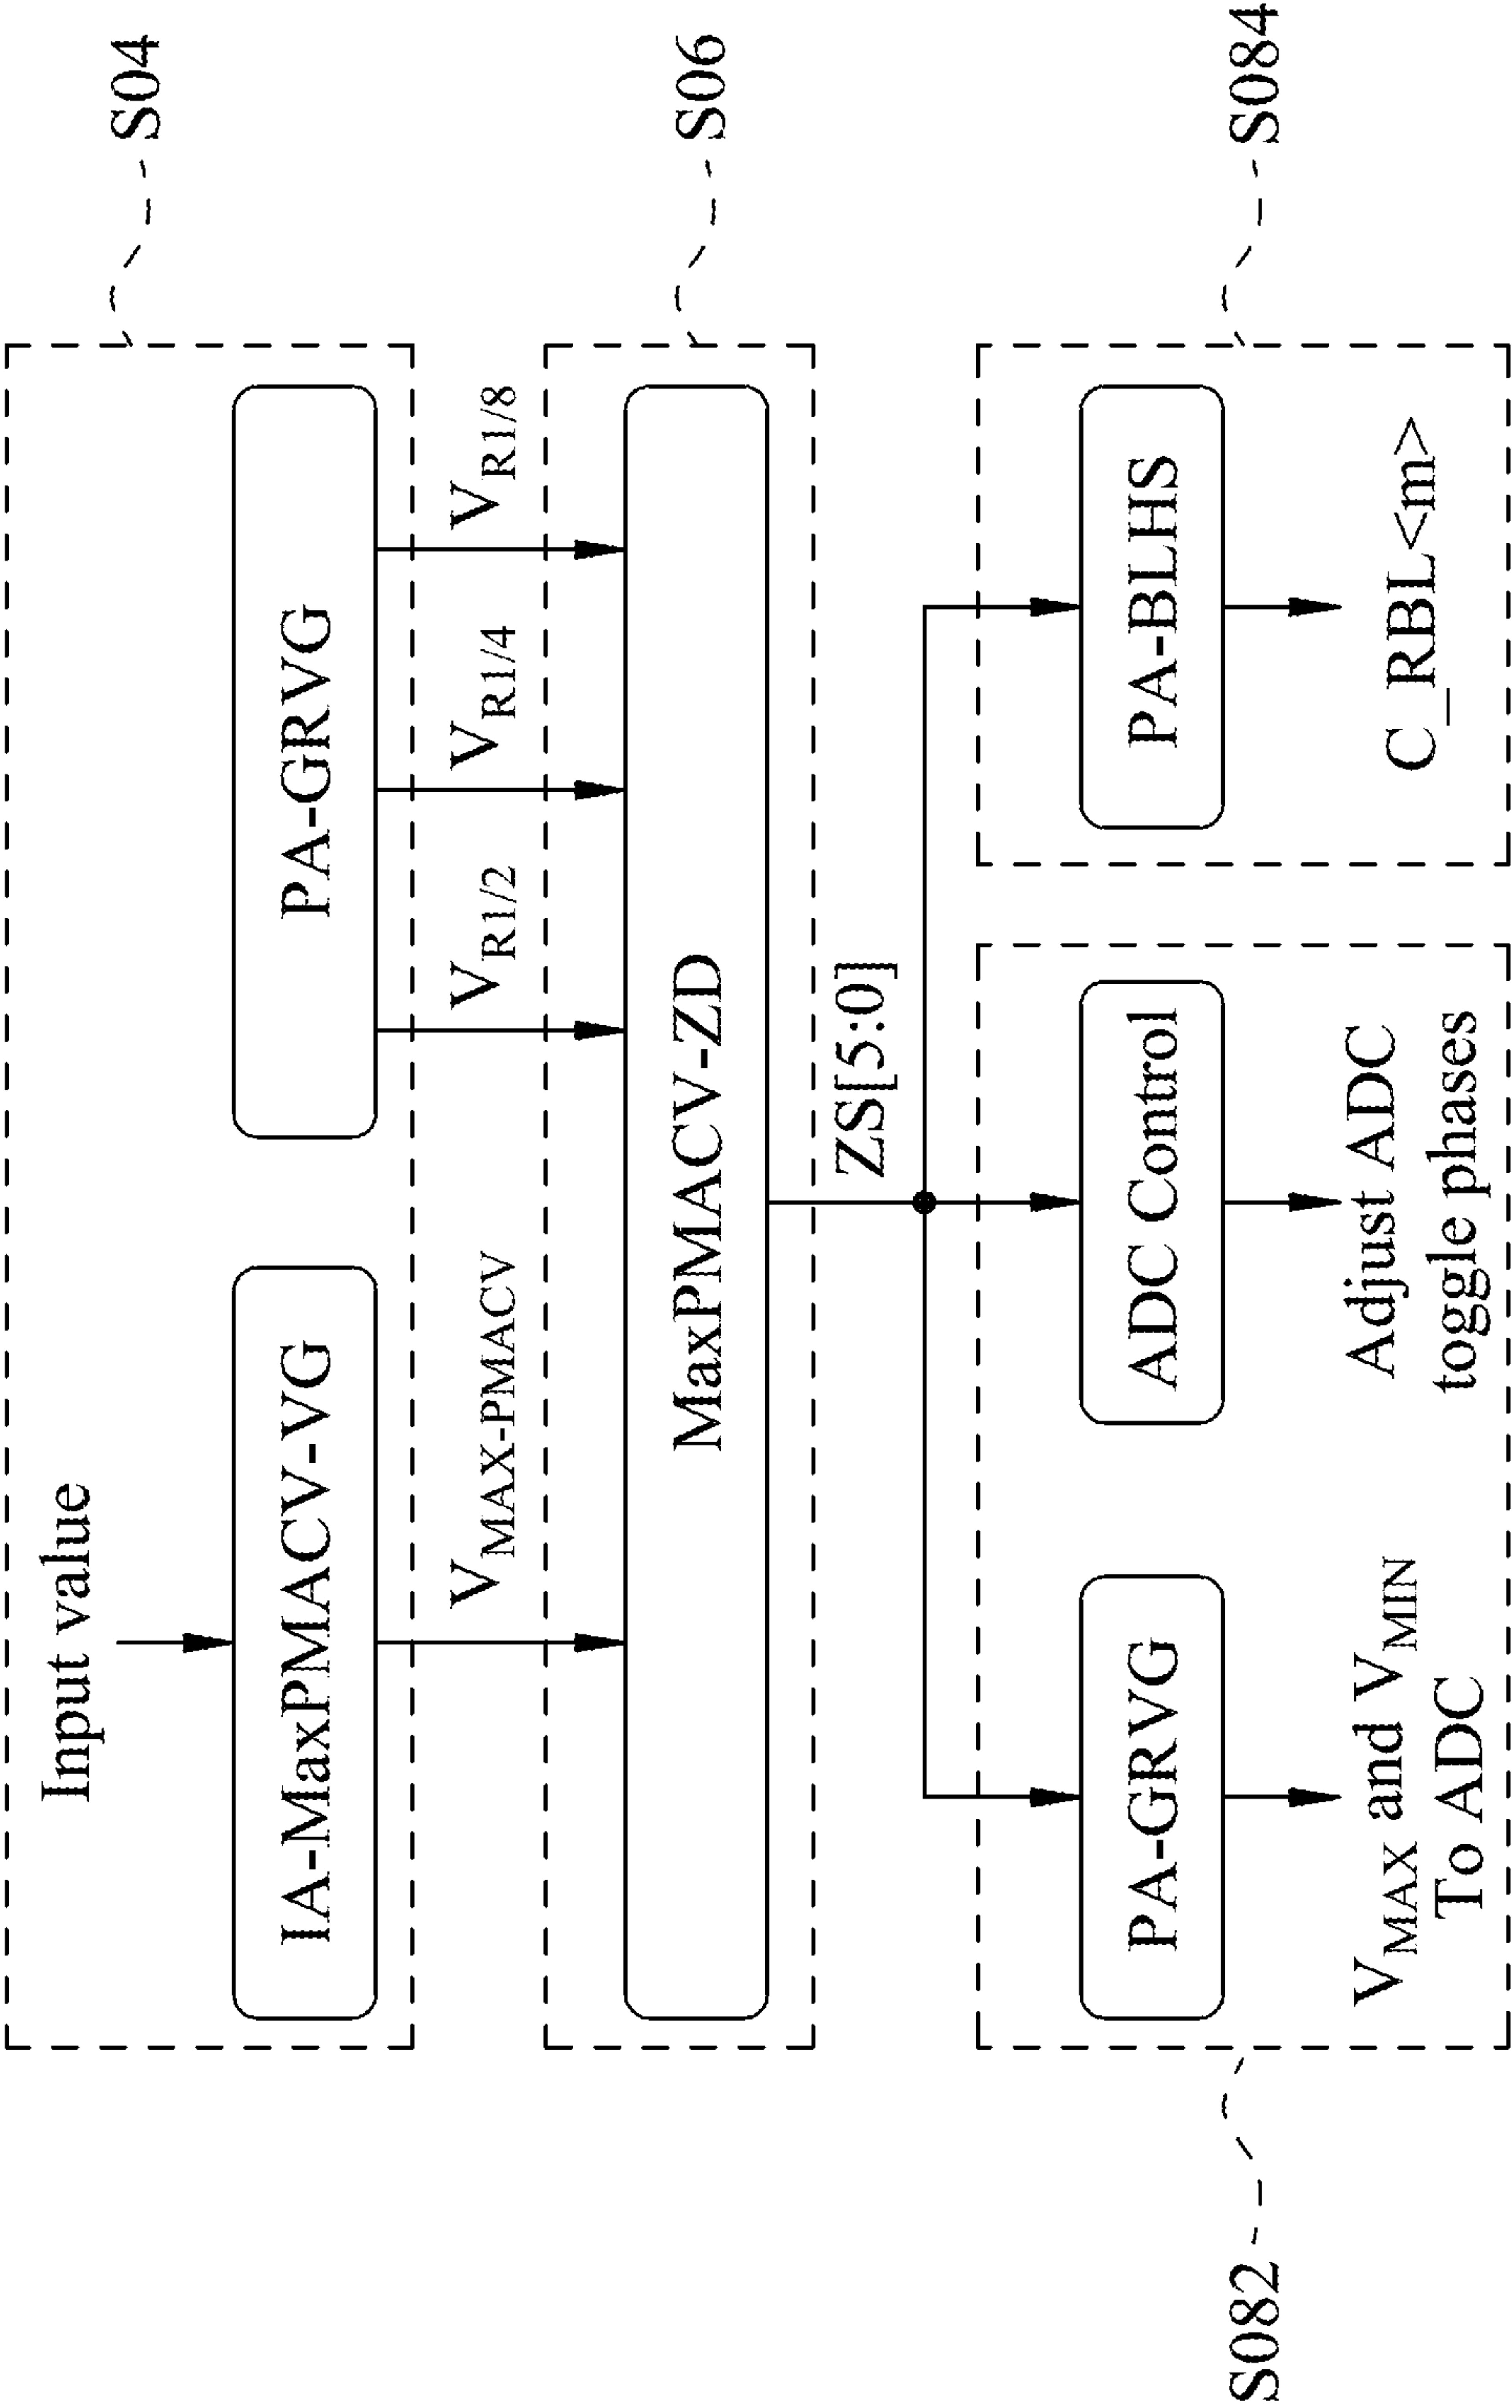 Input value
S04
IA-MaxPMACV-VG
PA-GRVG
VMAX-PMACV
VR1/2
VR1/4
VR1/8
MaxPMACV-ZD
S06
ZS[5:0]
PA-GRVG
ADC Control
PA-BLHS
S082
S084
VMAX and VMIN
To ADC
Adjust ADC
toggle phases
C_RBL<m>